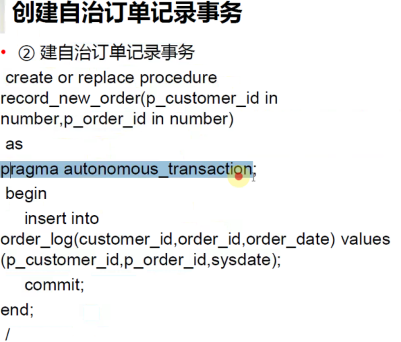 创建自治订单记录事务
• ② 建自治订单记录事务
create or replace procedure
record_new_order(p_customer_id in
number,p_order_id in number)
as
pragma autonomous_transaction;
begin
insert into
order_log(customer_id,order_id,order_date) values
(p_customer_id,p_order_id,sysdate);
commit;
end;
/